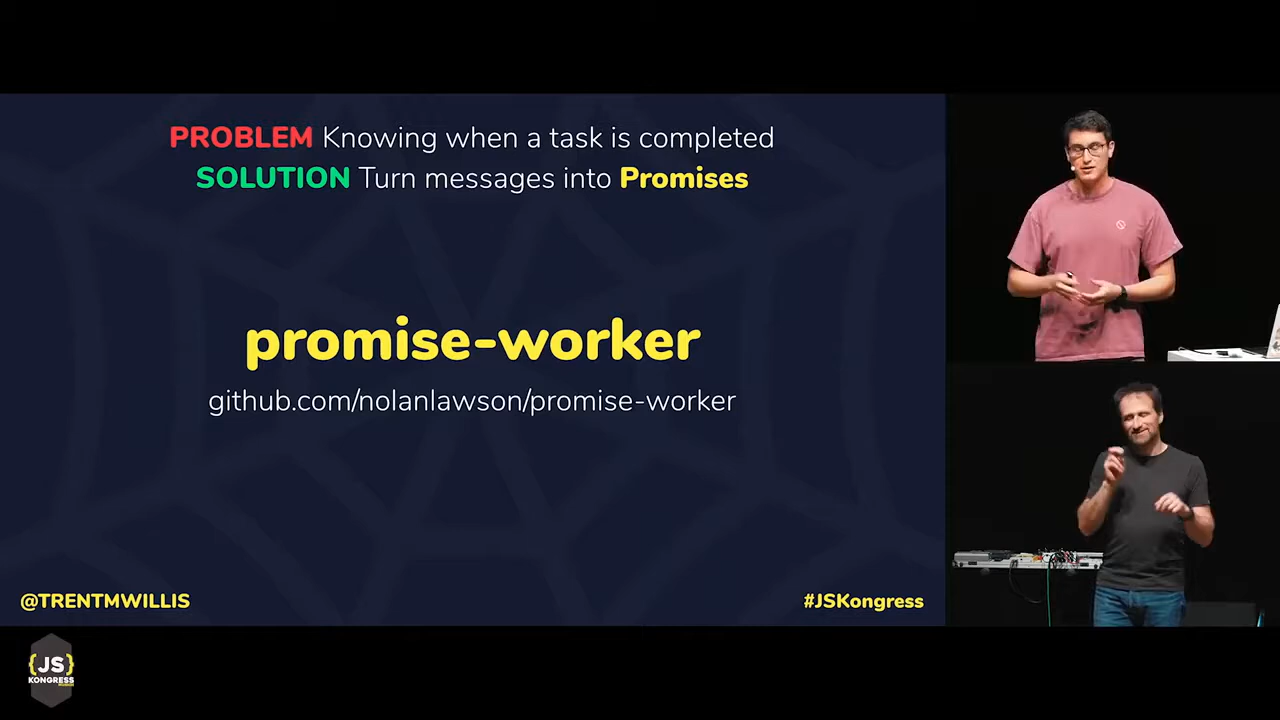 PROBLEM Knowing when a task is completed
SOLUTION Turn messages into Promises
promise-worker
github.com/nolanlawson/promise-worker
@TRENTMWILLIS
#JSKongress
{JS}
KONGRESS